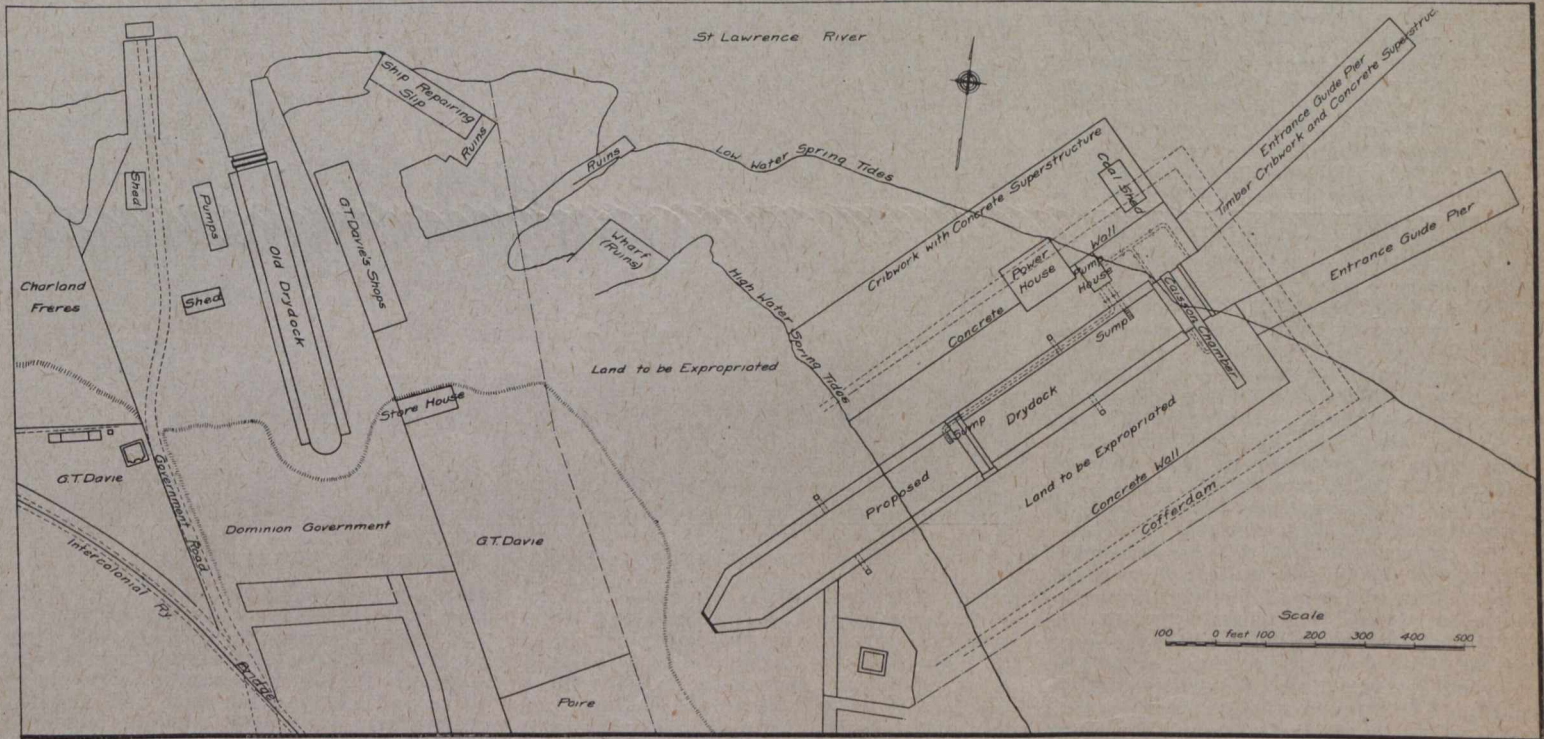 St Lawrence River
Ship Repairing
Slip
Ruins
Ruins
Low Water Spring Tides
Cribwork with Concrete Superstructure
Coal Shed
Entrance Guide Pier
Timber Cribwork and Concrete Superstruc.
Entrance Guide Pier
Shed
Pumps
Old Drydock
G.T. Davie's Shops
Wharf
(Ruins)
High Water Spring Tides
Power
House
Pump
House
Concrete Wall
Caisson Chamber
Charland
Freres
Shed
Sump
Land to be Expropriated
Store House
Sump
Proposed Drydock
Land to be Expropriated
Concrete Wall
Cofferdam
G.T. Davie
Government Road
Dominion Government
G.T. Davie
Intercolonial Ry
Bridge
Poire
Scale
100 0 feet 100 200 300 400 500